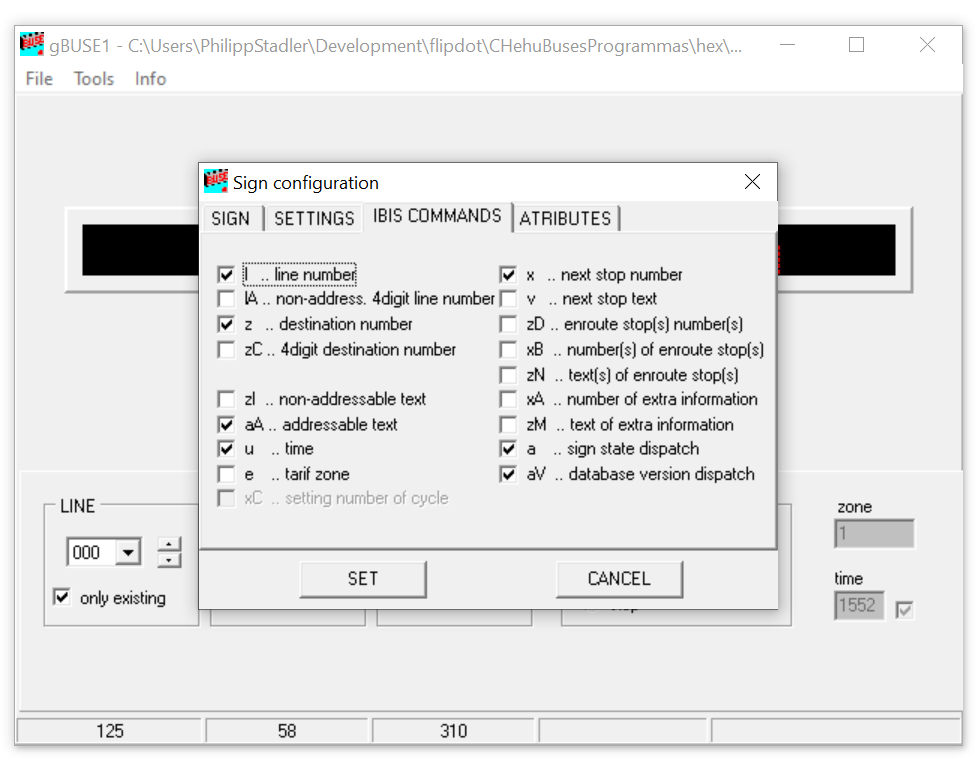 gBUSE1 - C:\Users\PhilippStadler\Development\flipdot\CHehuBusesProgrammas\hex\...
File Tools Info
Sign configuration
SIGN SETTINGS IBIS COMMANDS ATRIBUTES
l .. line number
lA .. non-address. 4digit line number
z .. destination number
zC .. 4digit destination number
zI .. non-addressable text
aA .. addressable text
u .. time
e .. tarif zone
xC .. setting number of cycle
x .. next stop number
v .. next stop text
zD .. enroute stop(s) number(s)
xB .. number(s) of enroute stop(s)
zN .. text(s) of enroute stop(s)
xA .. number of extra information
zM .. text of extra information
a .. sign state dispatch
aV .. database version dispatch
SET CANCEL
LINE
000
only existing
zone
1
time
1552
125 58 310